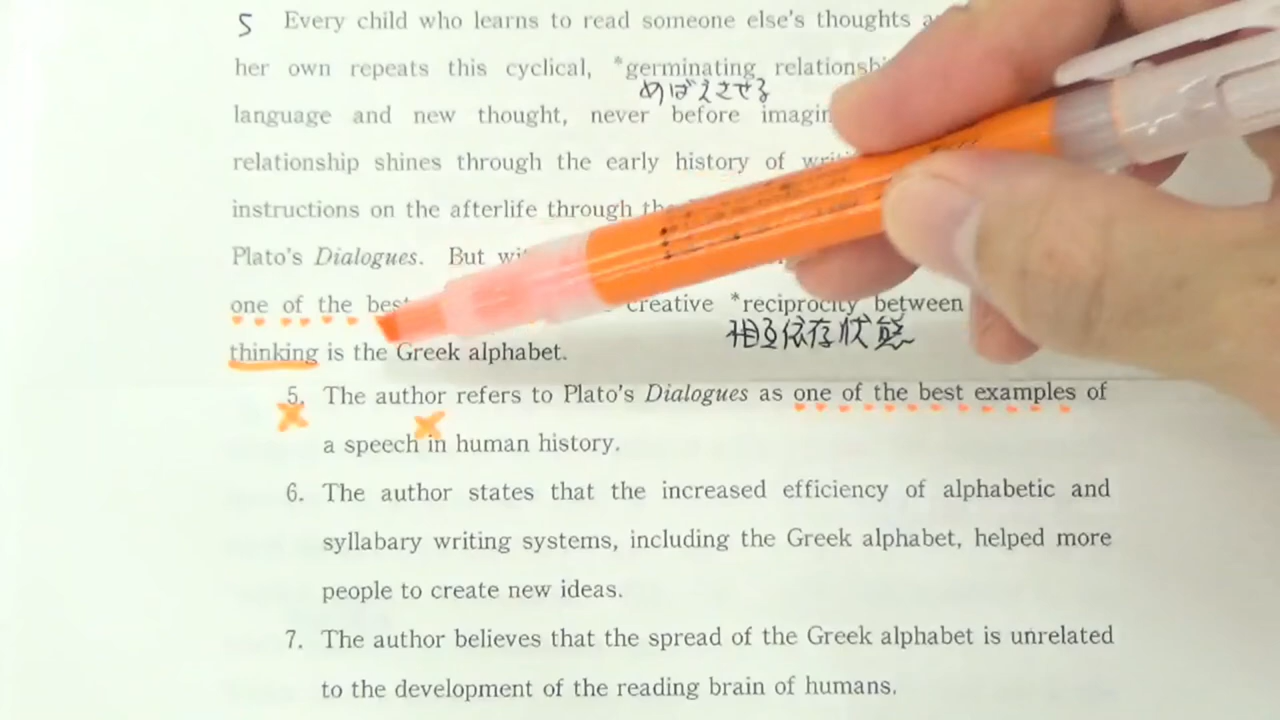 5 Every child who learns to read someone else's thoughts
her own repeats this cyclical, *germinating relationshi
めばえさせる
language and new thought, never before imagin
relationship shines through the early history of writi
instructions on the afterlife through th
Plato's Dialogues. But wi
one of the best creative *reciprocity between
相互依存状態
thinking is the Greek alphabet.
5. The author refers to Plato's Dialogues as one of the best examples of
a speech in human history.
6. The author states that the increased efficiency of alphabetic and
syllabary writing systems, including the Greek alphabet, helped more
people to create new ideas.
7. The author believes that the spread of the Greek alphabet is unrelated
to the development of the reading brain of humans.